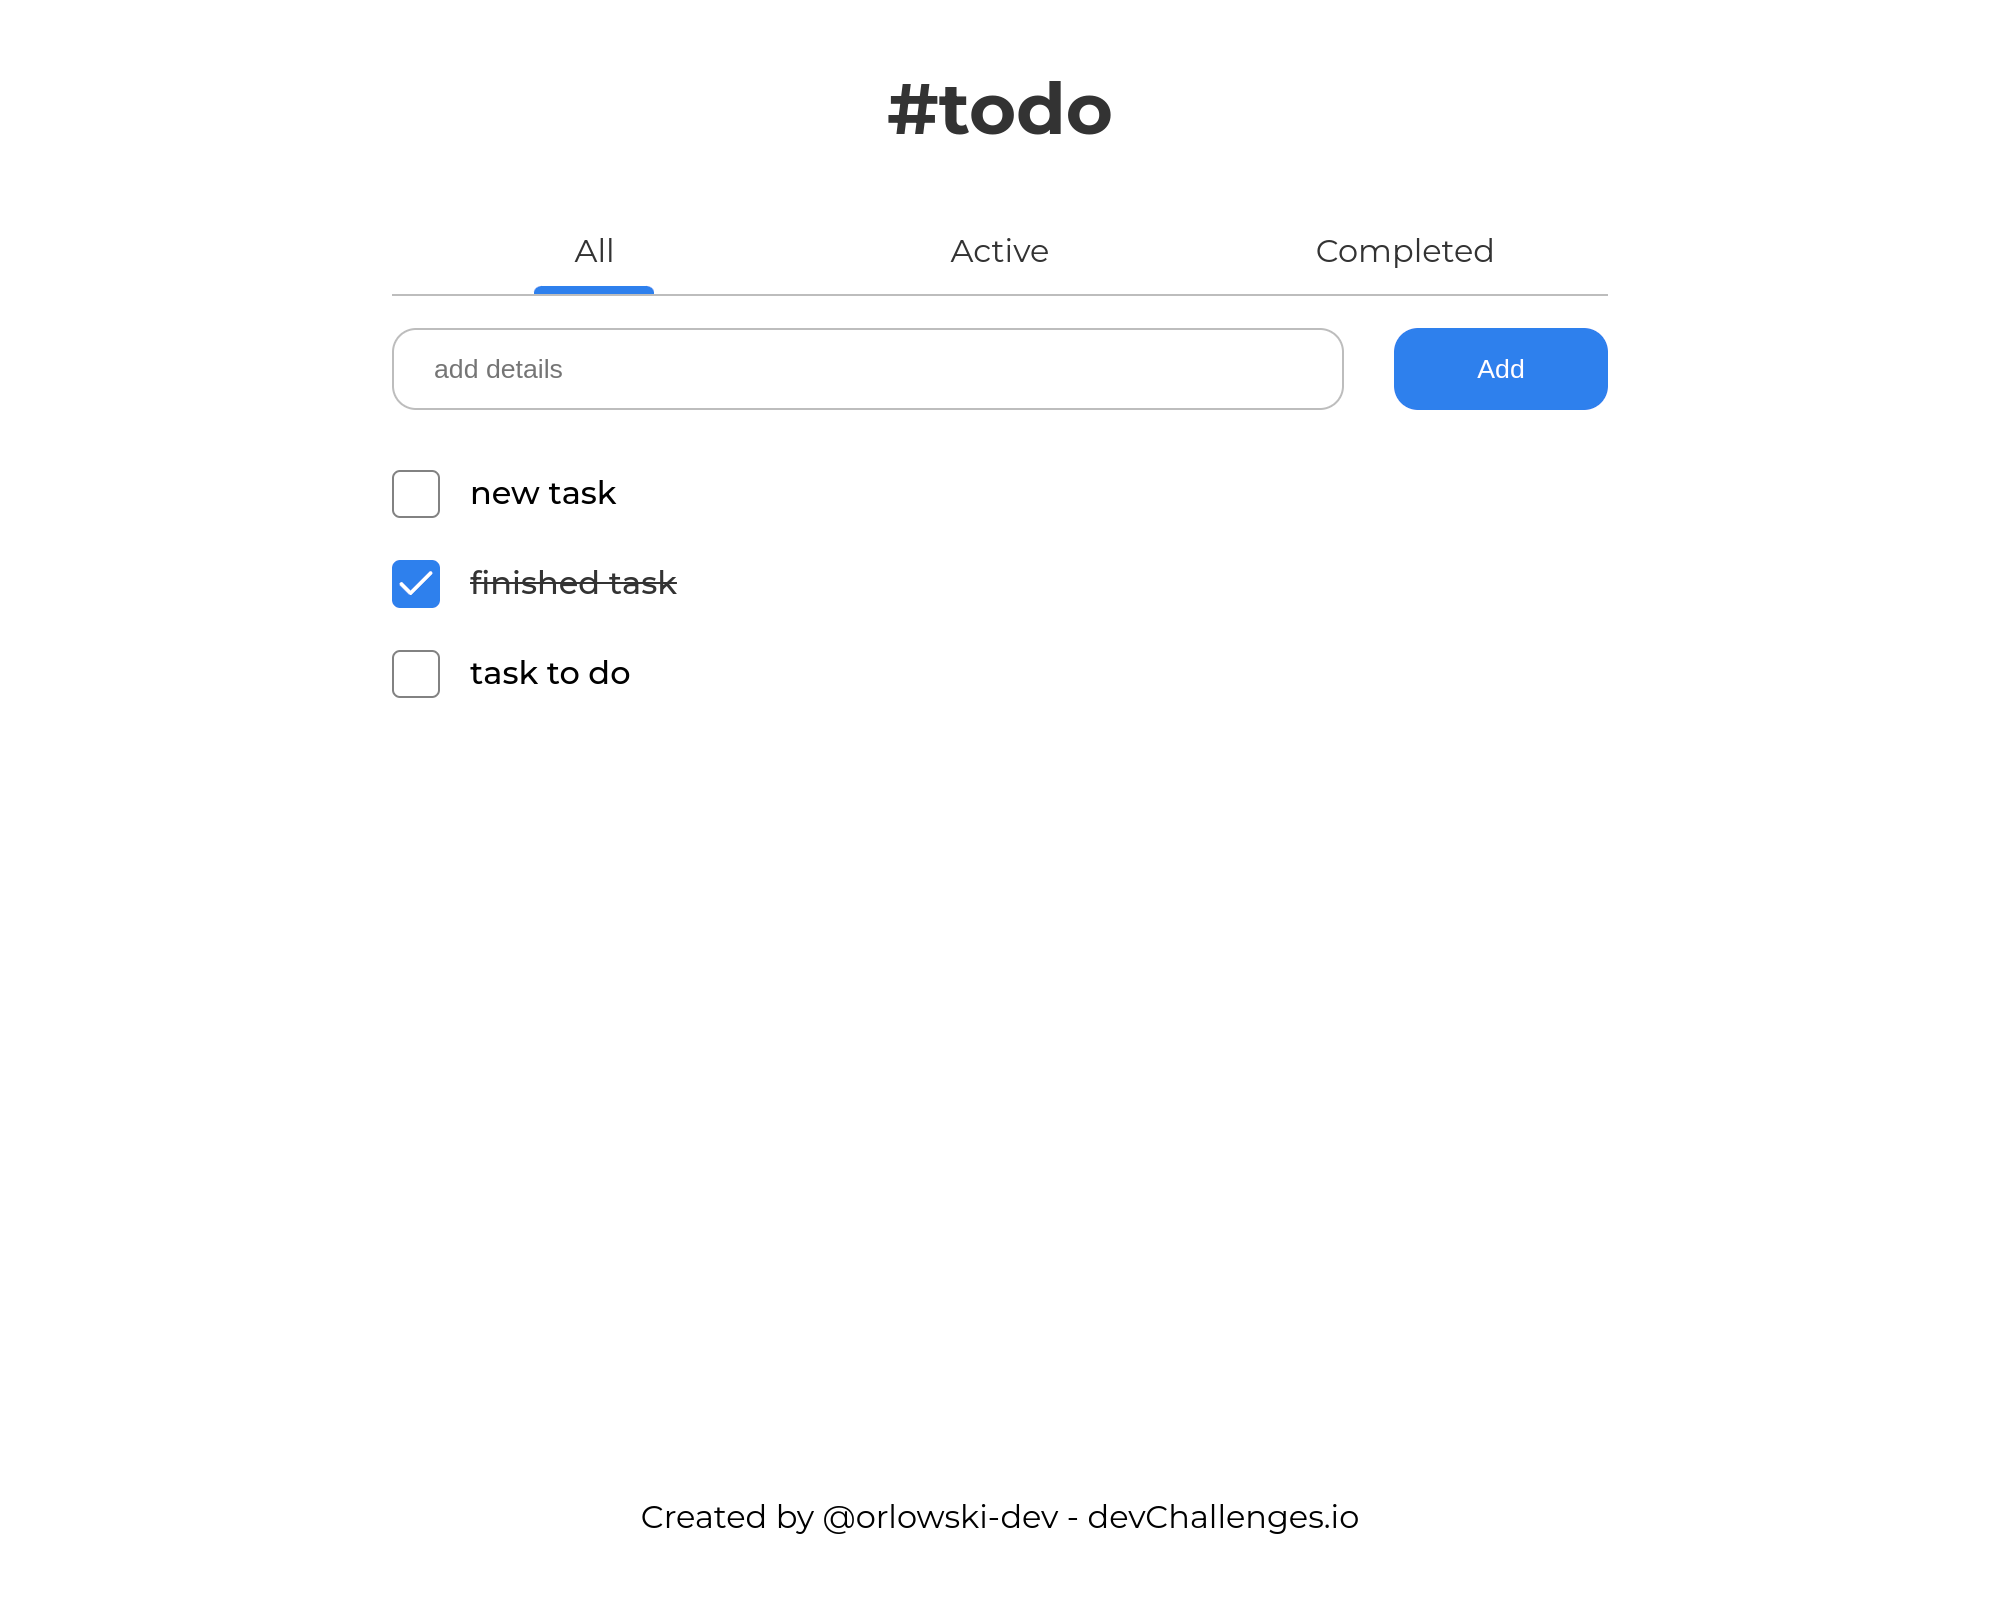 #todo
All Active Completed
add details Add
new task
finished task
task to do
Created by @orlowski-dev - devChallenges.io